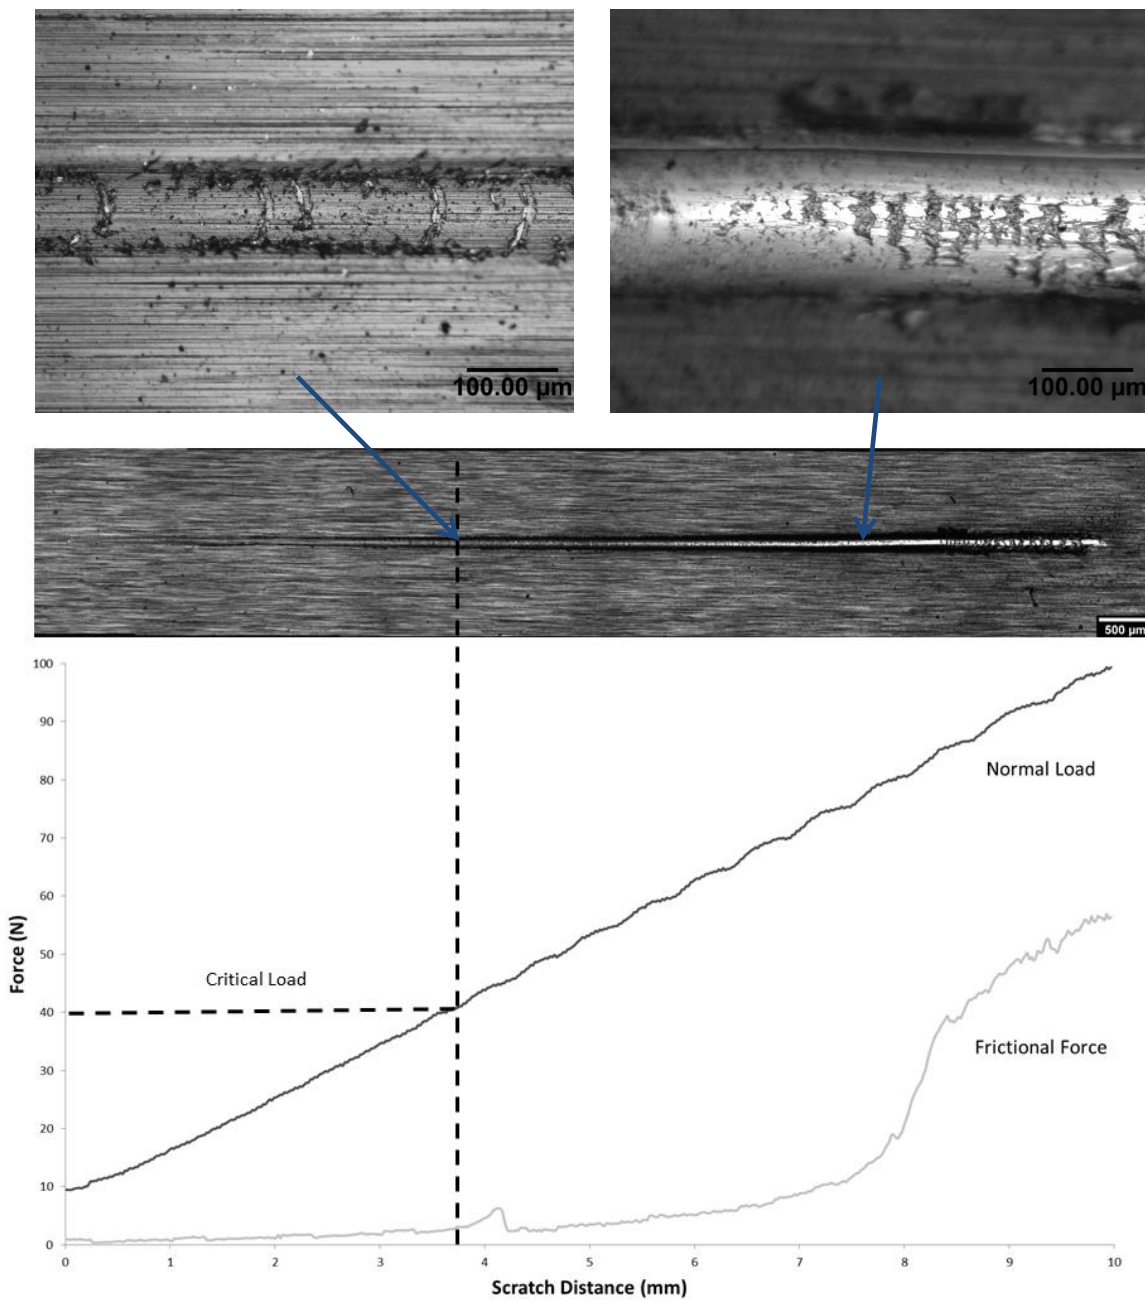 100.00 µm
100.00 µm
500 µm
100
90
80
70
60
50
40
30
20
10
0
Force (N)
Normal Load
Critical Load
Frictional Force
0 1 2 3 4 5 6 7 8 9 10
Scratch Distance (mm)